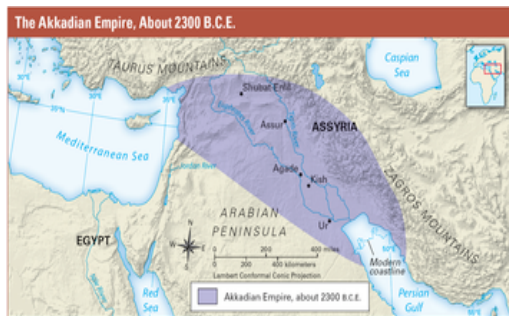 The Akkadian Empire, About 2300 B.C.E.
TAURUS MOUNTAINS
Caspian
Sea
Shubat Enlil
Assur
ASSYRIA
Mediterranean Sea
Jordan River
Agade
Kish
ZAGROS MOUNTAINS
ARABIAN
PENINSULA
Ur
EGYPT
N
W
E
S
0
200
400 miles
0
200
400 kilometers
Lambert Conformal Conic Projection
Modern
coastline
Red
Sea
Persian
Gulf
Akkadian Empire, about 2300 B.C.E.